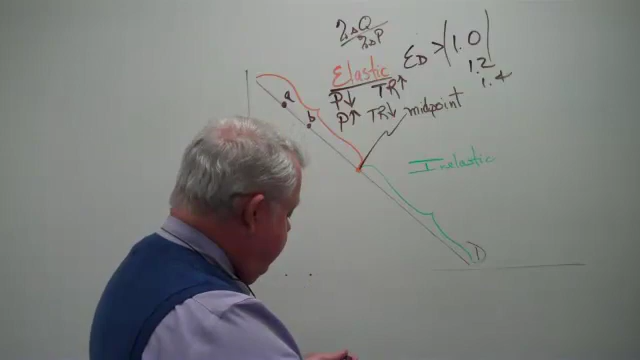 %ΔQ
%ΔP
ED > |1.0|
1.2
1.4
Elastic
P↓ TR↑
P↑ TR↓
midpoint
a
b
Inelastic
D